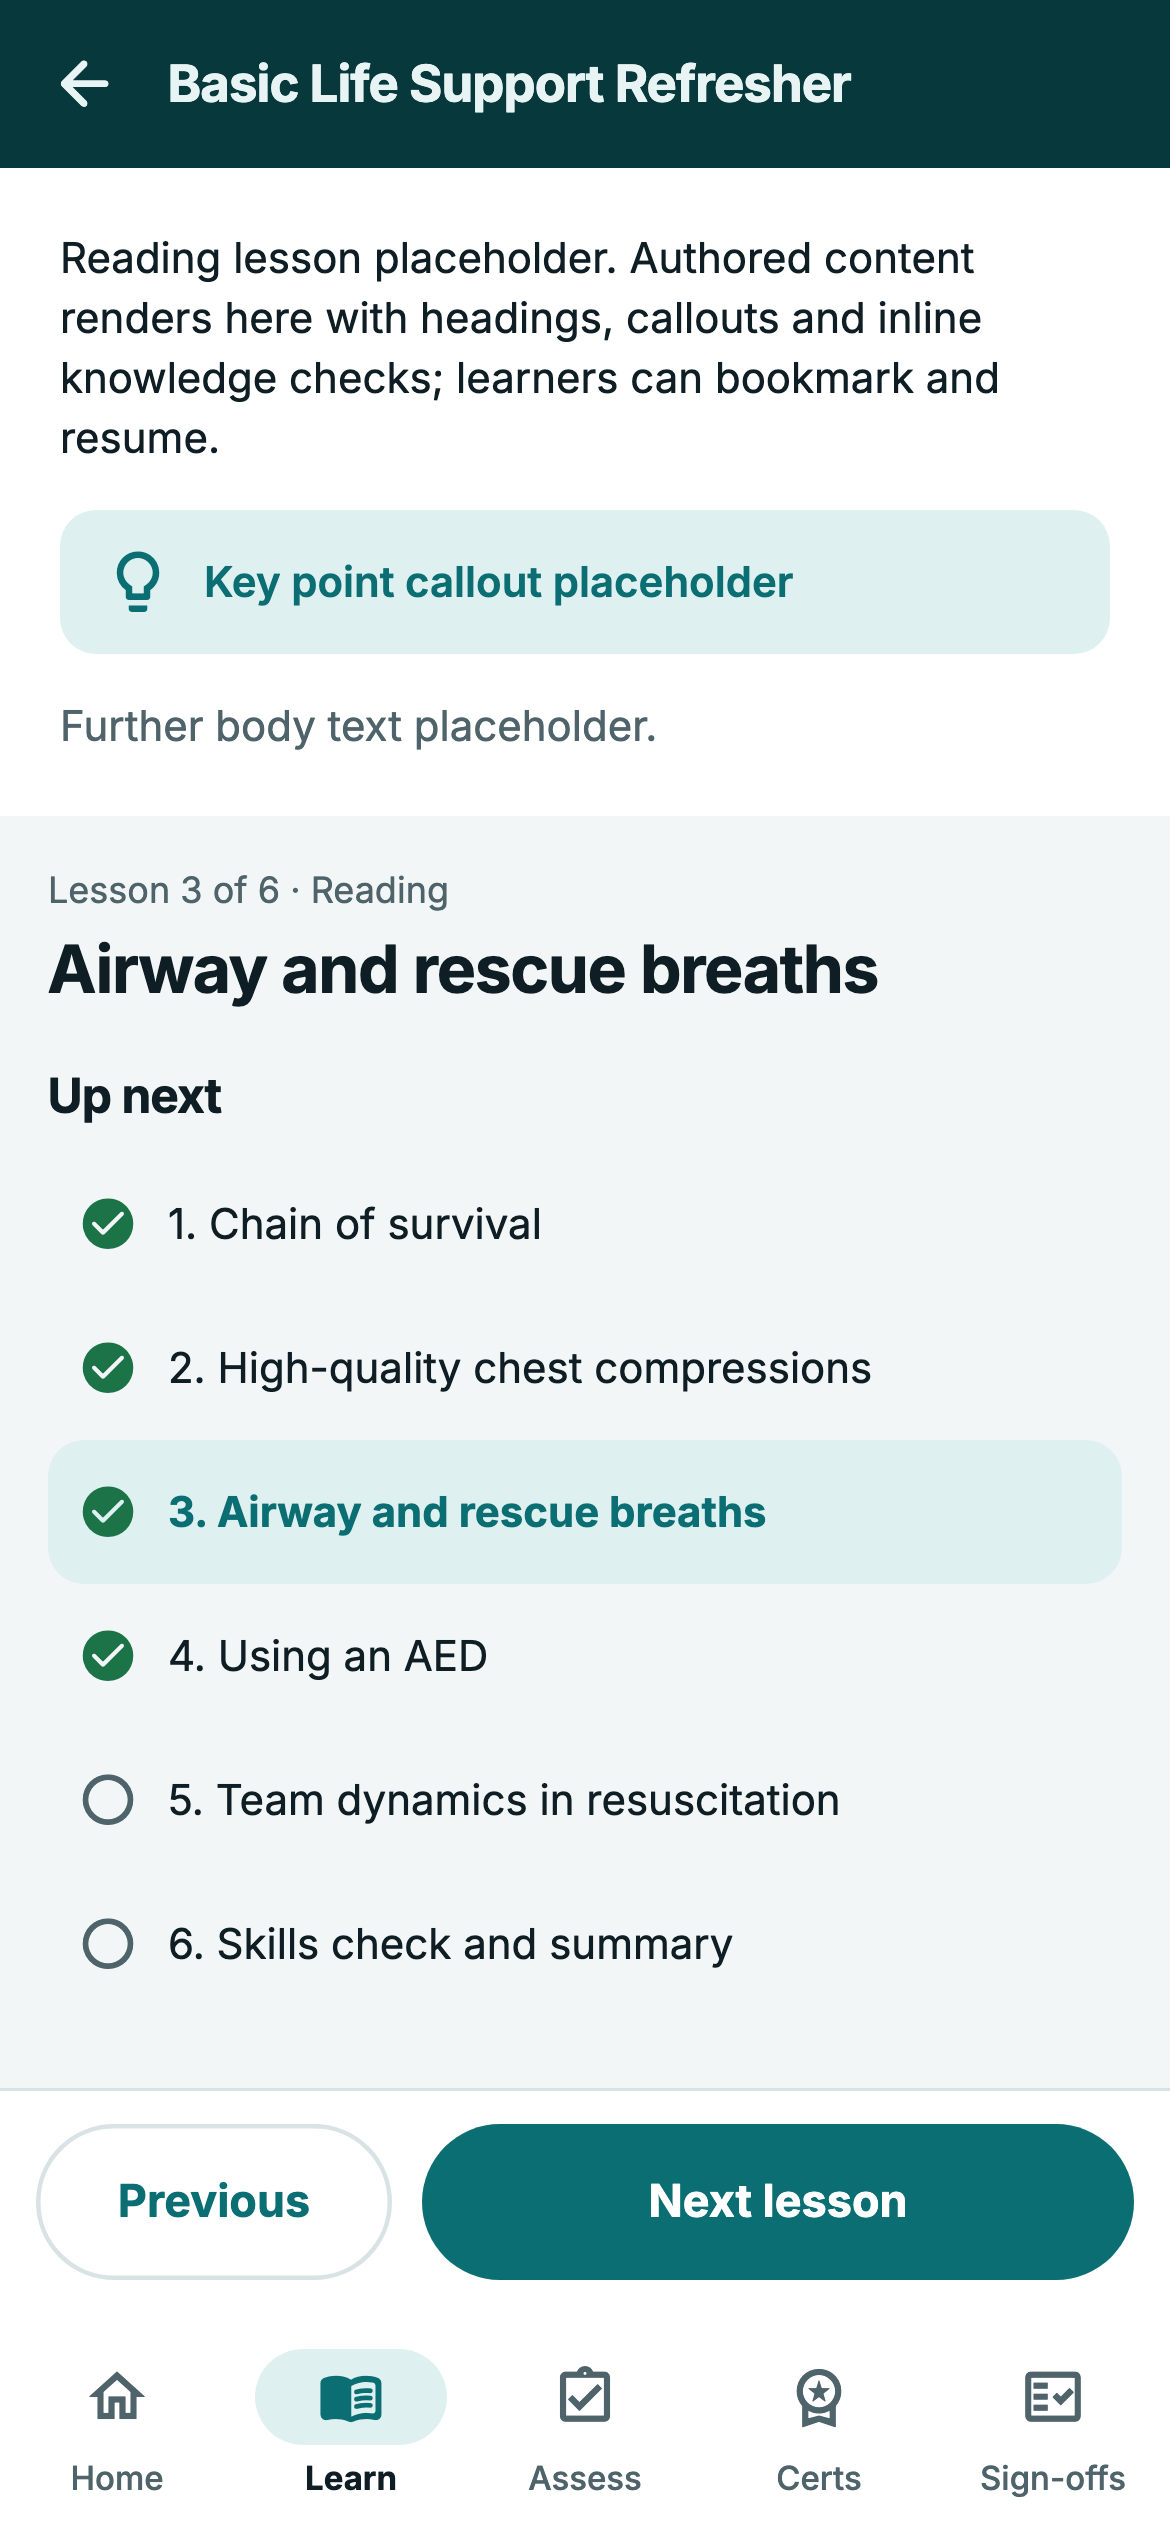 Basic Life Support Refresher
Reading lesson placeholder. Authored content
renders here with headings, callouts and inline
knowledge checks; learners can bookmark and
resume.
Key point callout placeholder
Further body text placeholder.
Lesson 3 of 6 · Reading
Airway and rescue breaths
Up next
1. Chain of survival
2. High-quality chest compressions
3. Airway and rescue breaths
4. Using an AED
5. Team dynamics in resuscitation
6. Skills check and summary
Previous
Next lesson
Home
Learn
Assess
Certs
Sign-offs